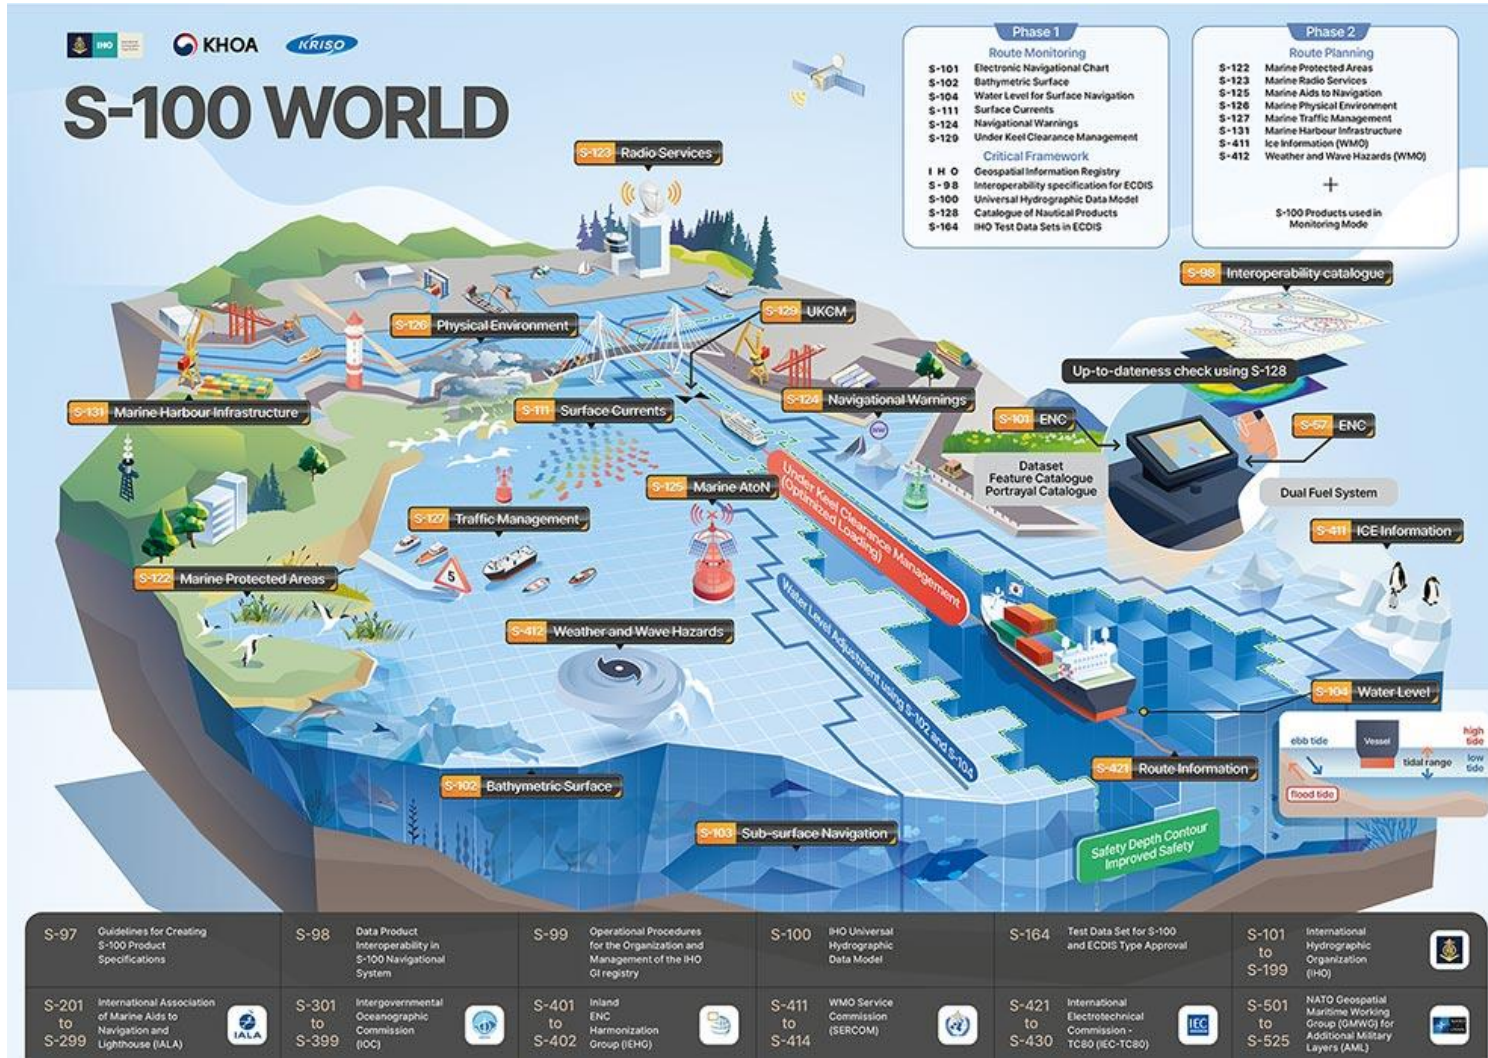 IHO
KHOA
KRISO
S-100 WORLD
Phase 1
Route Monitoring
S-101 Electronic Navigational Chart
S-102 Bathymetric Surface
S-104 Water Level for Surface Navigation
S-111 Surface Currents
S-124 Navigational Warnings
S-129 Under Keel Clearance Management
Critical Framework
I H O Geospatial Information Registry
S-98 Interoperability specification for ECDIS
S-100 Universal Hydrographic Data Model
S-128 Catalogue of Nautical Products
S-164 IHO Test Data Sets in ECDIS
Phase 2
Route Planning
S-122 Marine Protected Areas
S-123 Marine Radio Services
S-125 Marine Aids to Navigation
S-126 Marine Physical Environment
S-127 Marine Traffic Management
S-131 Marine Harbour Infrastructure
S-411 Ice Information (WMO)
S-412 Weather and Wave Hazards (WMO)
+
S-100 Products used in
Monitoring Mode
S-123 Radio Services
S-98 Interoperability catalogue
S-126 Physical Environment
S-129 UKCM
Up-to-dateness check using S-128
S-131 Marine Harbour Infrastructure
S-111 Surface Currents
S-124 Navigational Warnings
NW
S-101 ENC
S-57 ENC
Dataset
Feature Catalogue
Portrayal Catalogue
Dual Fuel System
S-125 Marine AtoN
Under Keel Clearance Management
(Optimized Loading)
S-127 Traffic Management
5
S-411 ICE Information
S-122 Marine Protected Areas
S-412 Weather and Wave Hazards
Water Level Adjustment using S-102 and S-104
S-104 Water Level
ebb tide
Vessel
high
tide
tidal range
low
tide
flood tide
S-421 Route Information
S-102 Bathymetric Surface
S-103 Sub-surface Navigation
Safety Depth Contour
Improved Safety
S-97 Guidelines for Creating
S-100 Product
Specifications
S-98 Data Product
Interoperability in
S-100 Navigational
System
S-99 Operational Procedures
for the Organization and
Management of the IHO
GI registry
S-100 IHO Universal
Hydrographic
Data Model
S-164 Test Data Set for S-100
and ECDIS Type Approval
S-101
to
S-199
International
Hydrographic
Organization
(IHO)
S-201
to
S-299
International Association
of Marine Aids to
Navigation and
Lighthouse (IALA)
IALA
S-301
to
S-399
Intergovernmental
Oceanographic
Commission
(IOC)
S-401
to
S-402
Inland
ENC
Harmonization
Group (IEHG)
S-411
to
S-414
WMO Service
Commission
(SERCOM)
S-421
to
S-430
International
Electrotechnical
Commission -
TC80 (IEC-TC80)
IEC
S-501
to
S-525
NATO Geospatial
Maritime Working
Group (GMWG) for
Additional Military
Layers (AML)